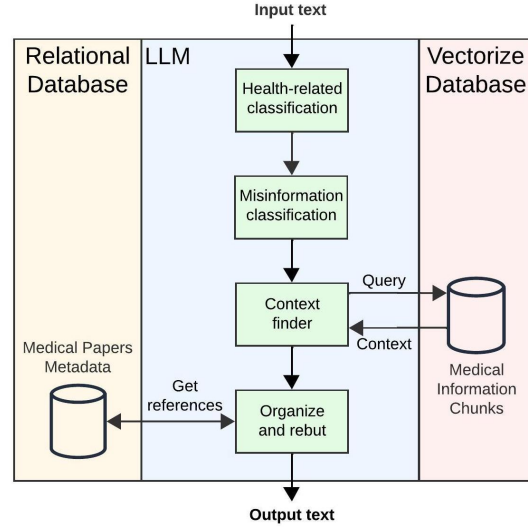 Input text
Relational
Database
LLM
Vectorize
Database
Health-related
classification
Misinformation
classification
Context
finder
Query
Context
Medical
Information
Chunks
Medical Papers
Metadata
Get
references
Organize
and rebut
Output text